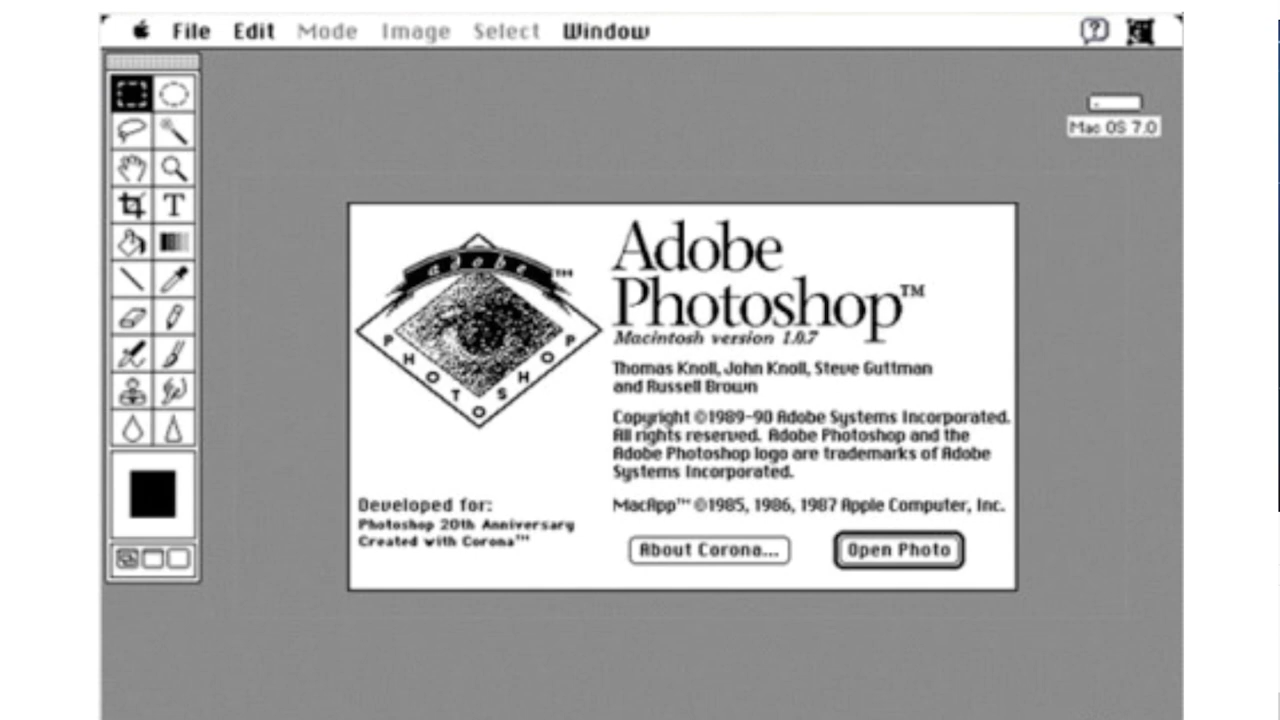 File Edit Mode Image Select Window
Mac OS 7.0
T
adobe™
PHOTOSHOP
Adobe
Photoshop™
Macintosh version 1.0.7
Thomas Knoll, John Knoll, Steve Guttman
and Russell Brown
Copyright ©1989-90 Adobe Systems Incorporated.
All rights reserved. Adobe Photoshop and the
Adobe Photoshop logo are trademarks of Adobe
Systems Incorporated.
MacApp™ ©1985, 1986, 1987 Apple Computer, Inc.
Developed for:
Photoshop 20th Anniversary
Created with Corona™
About Corona... Open Photo